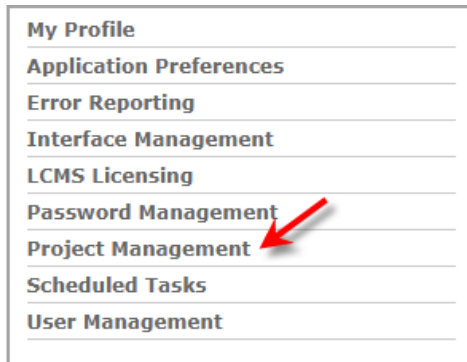 My Profile
Application Preferences
Error Reporting
Interface Management
LCMS Licensing
Password Management
Project Management
Scheduled Tasks
User Management